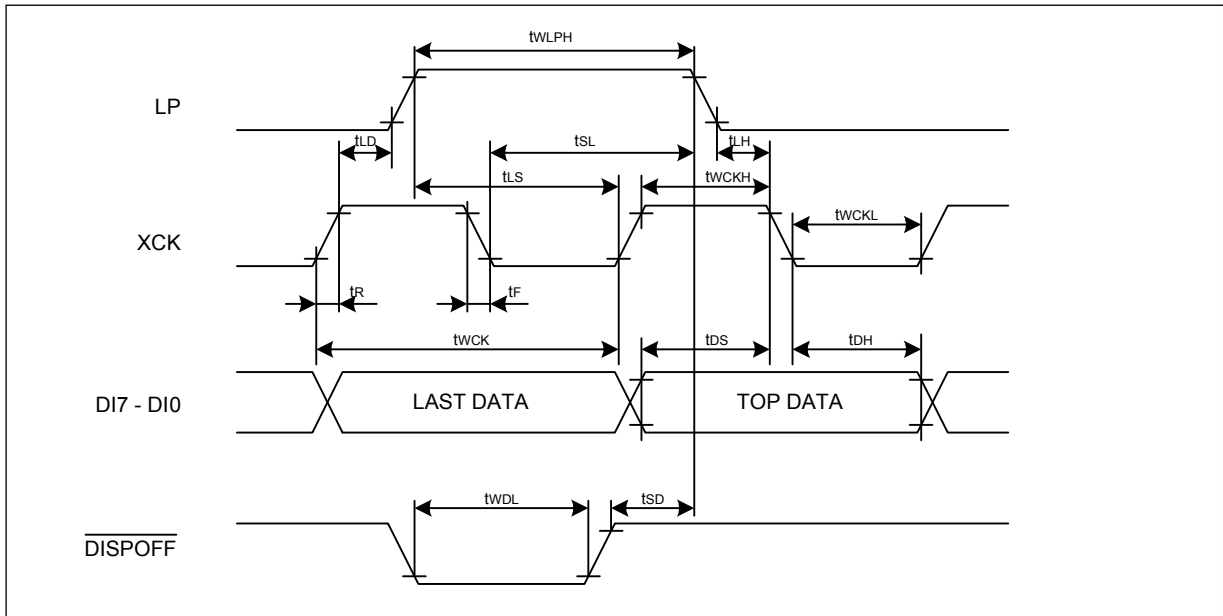 tWLPH
LP
tLD
tSL
tLH
tLS
tWCKH
tWCKL
XCK
tR
tF
tWCK
tDS
tDH
DI7 - DI0
LAST DATA
TOP DATA
tWDL
tSD
DISPOFF